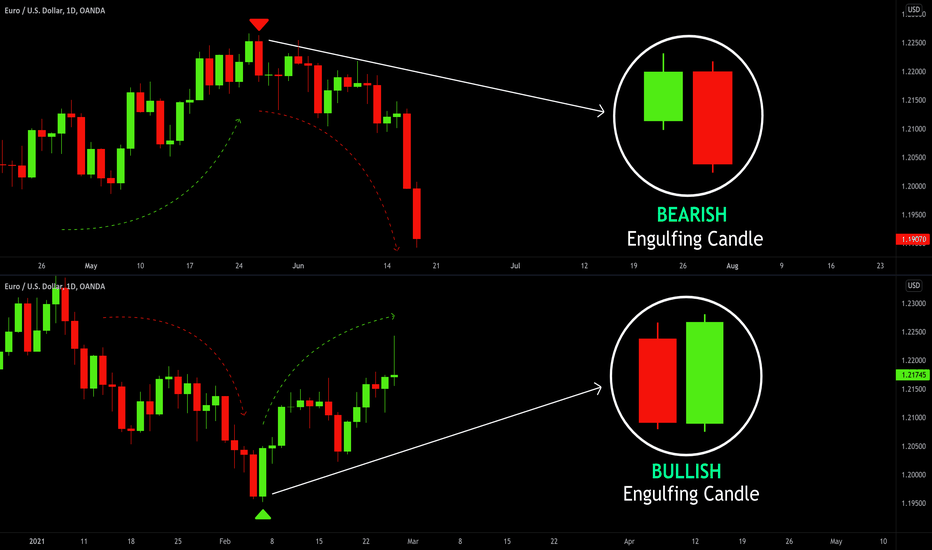 Euro / U.S. Dollar, 1D, OANDA
USD
1.23000
1.22500
1.22000
1.21500
1.21000
1.20500
1.20000
1.19500
1.19070
BEARISH
Engulfing Candle
26 May 10 17 24 Jun 14 21 Jul 12 19 26 Aug 9 16 23
Euro / U.S. Dollar, 1D, OANDA
USD
1.23000
1.22500
1.22000
1.21745
1.21000
1.20500
1.20000
1.19500
BULLISH
Engulfing Candle
2021 11 18 25 Feb 8 15 22 Mar 8 15 22 Apr 12 19 26 May 10